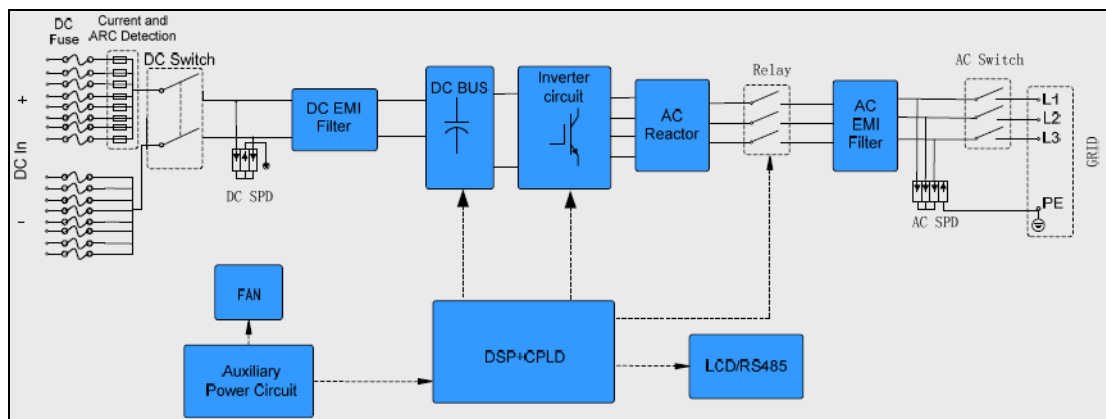 DC
Fuse
Current and
ARC Detection
DC Switch
+
DC In
-
DC SPD
DC EMI
Filter
DC BUS
Inverter
circuit
AC
Reactor
Relay
AC
EMI
Filter
AC Switch
L1
L2
L3
GRID
PE
AC SPD
FAN
Auxiliary
Power Circuit
DSP+CPLD
LCD/RS485